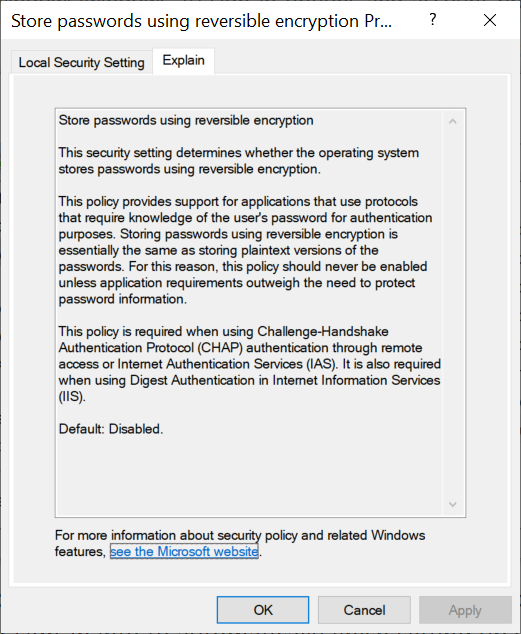 Store passwords using reversible encryption Pr...
?
Local Security Setting
Explain
Store passwords using reversible encryption
This security setting determines whether the operating system
stores passwords using reversible encryption.
This policy provides support for applications that use protocols
that require knowledge of the user's password for authentication
purposes. Storing passwords using reversible encryption is
essentially the same as storing plaintext versions of the
passwords. For this reason, this policy should never be enabled
unless application requirements outweigh the need to protect
password information.
This policy is required when using Challenge-Handshake
Authentication Protocol (CHAP) authentication through remote
access or Internet Authentication Services (IAS). It is also required
when using Digest Authentication in Internet Information Services
(IIS).
Default: Disabled.
For more information about security policy and related Windows
features, see the Microsoft website.
OK
Cancel
Apply